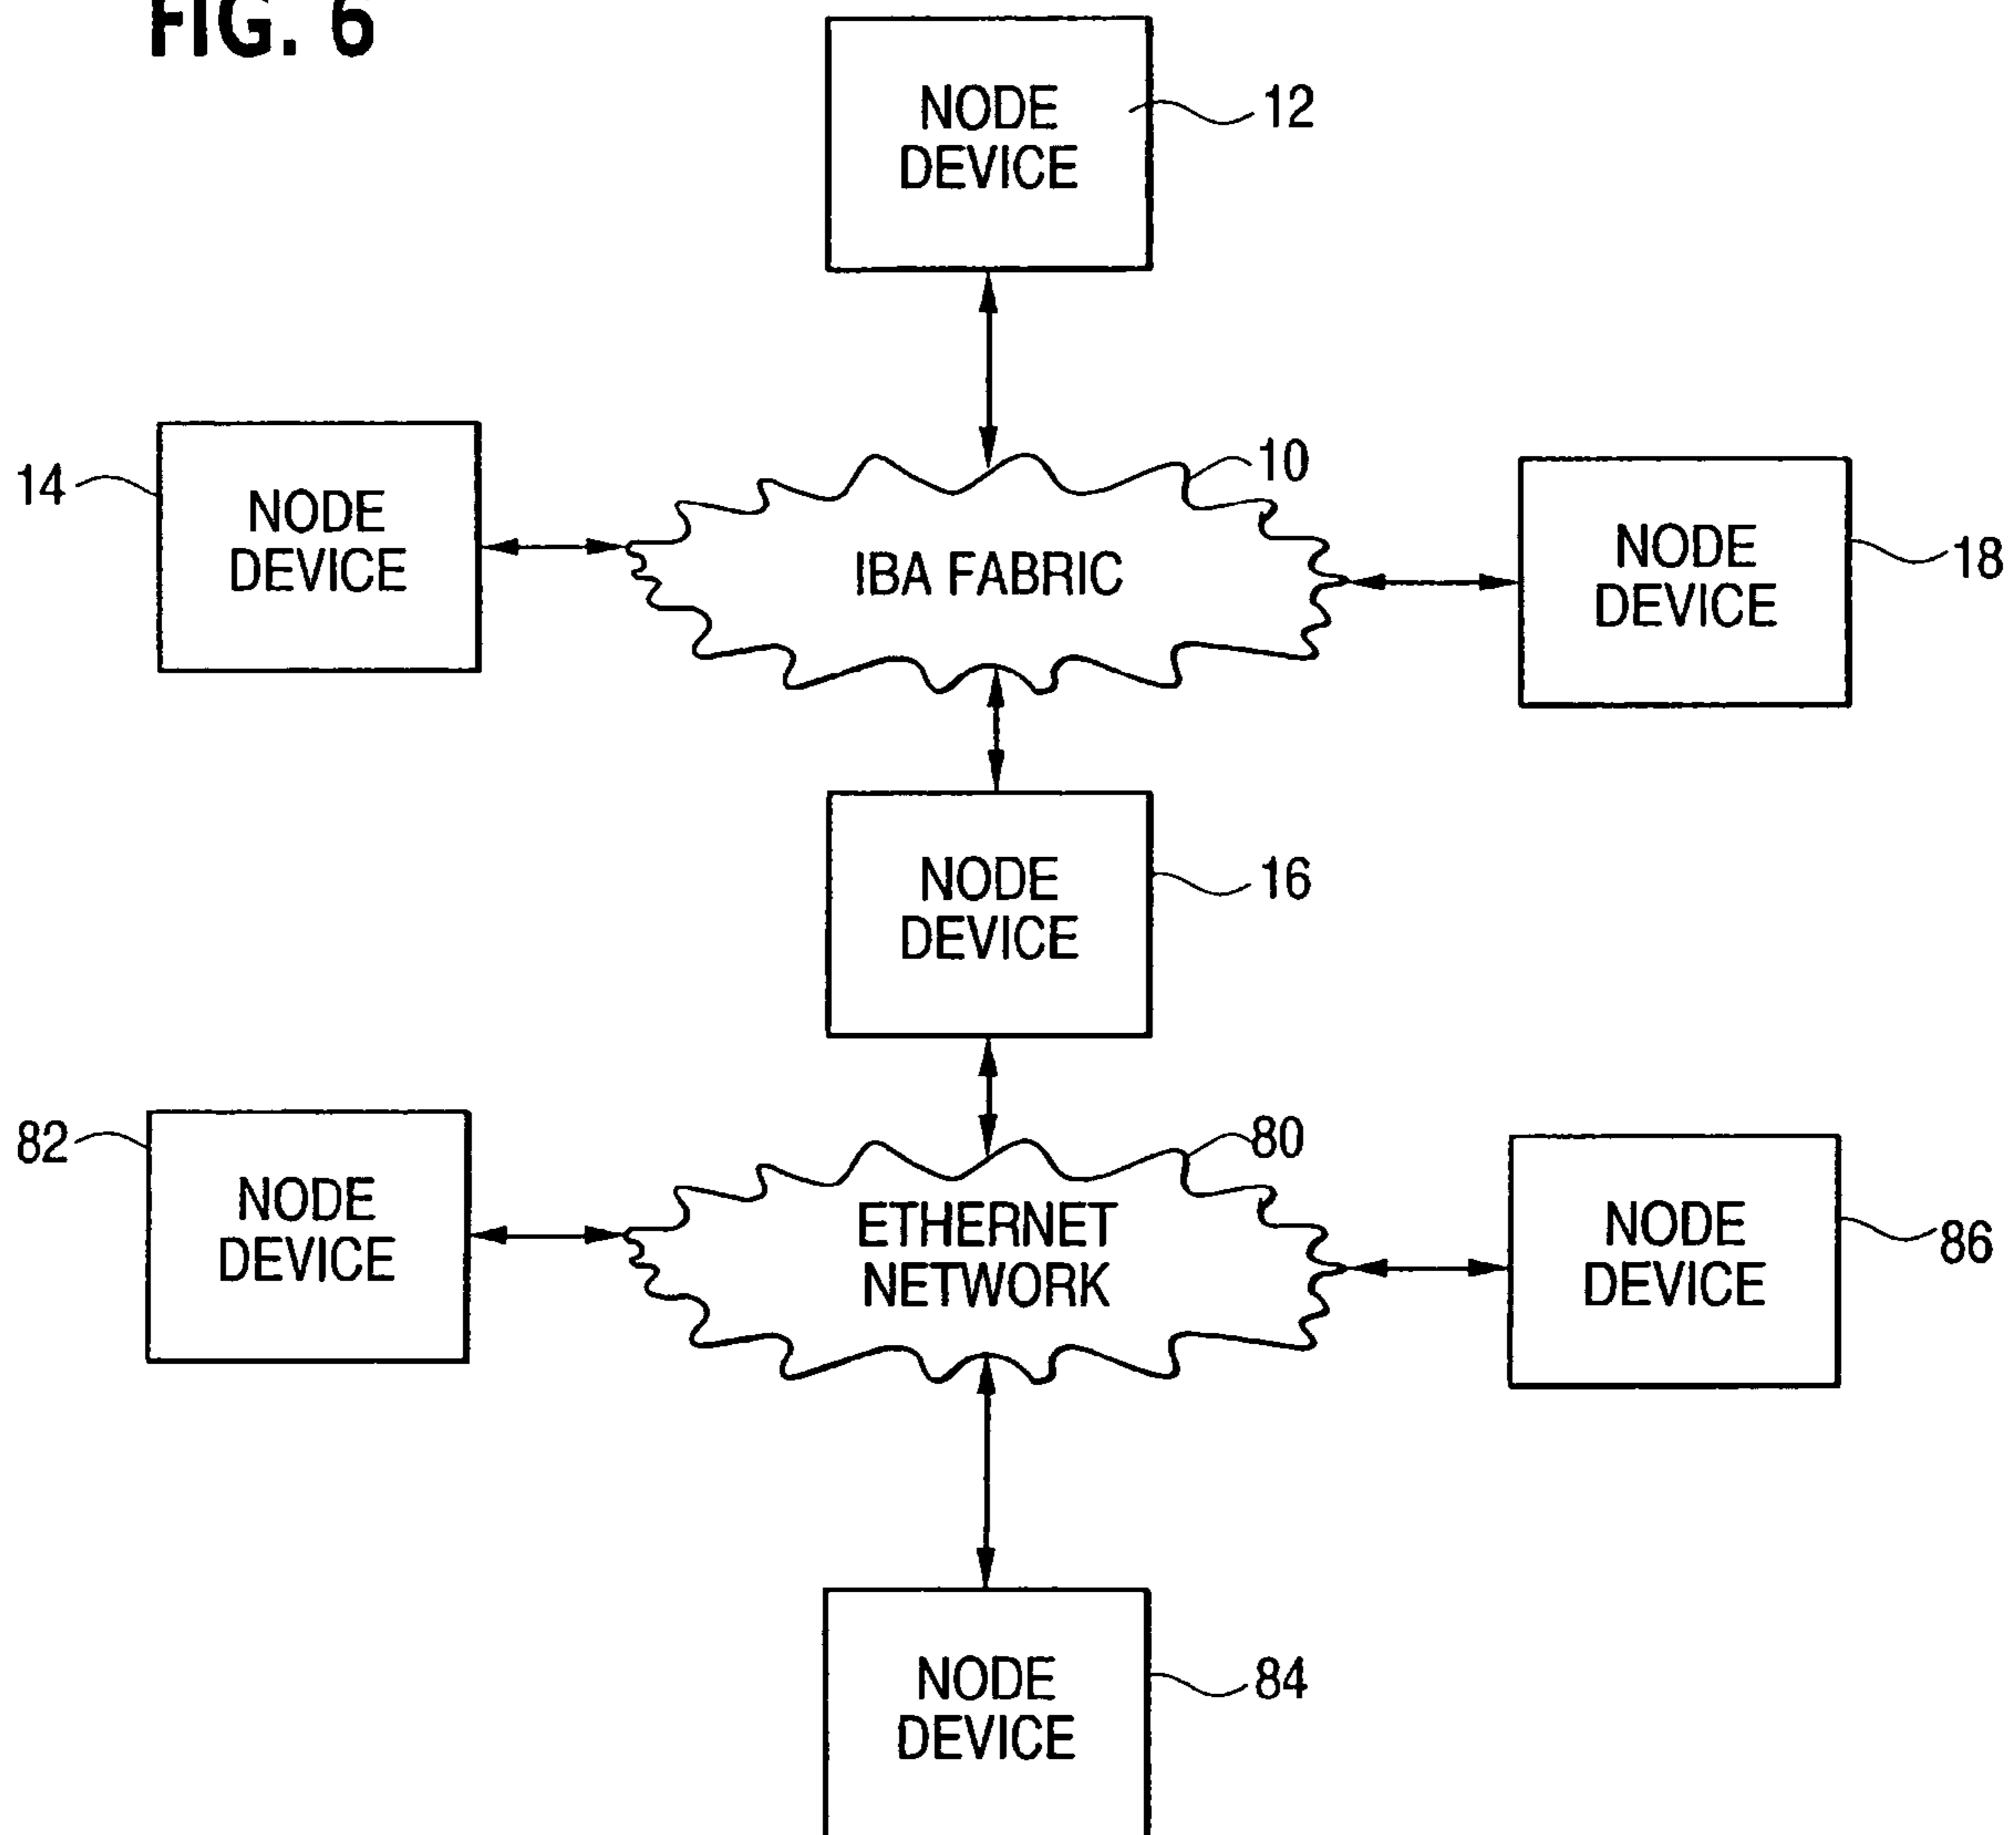 FIG. 6
NODE
DEVICE
12
14
NODE
DEVICE
10
IBA FABRIC
NODE
DEVICE
18
NODE
DEVICE
16
82
NODE
DEVICE
80
ETHERNET
NETWORK
NODE
DEVICE
86
NODE
DEVICE
84